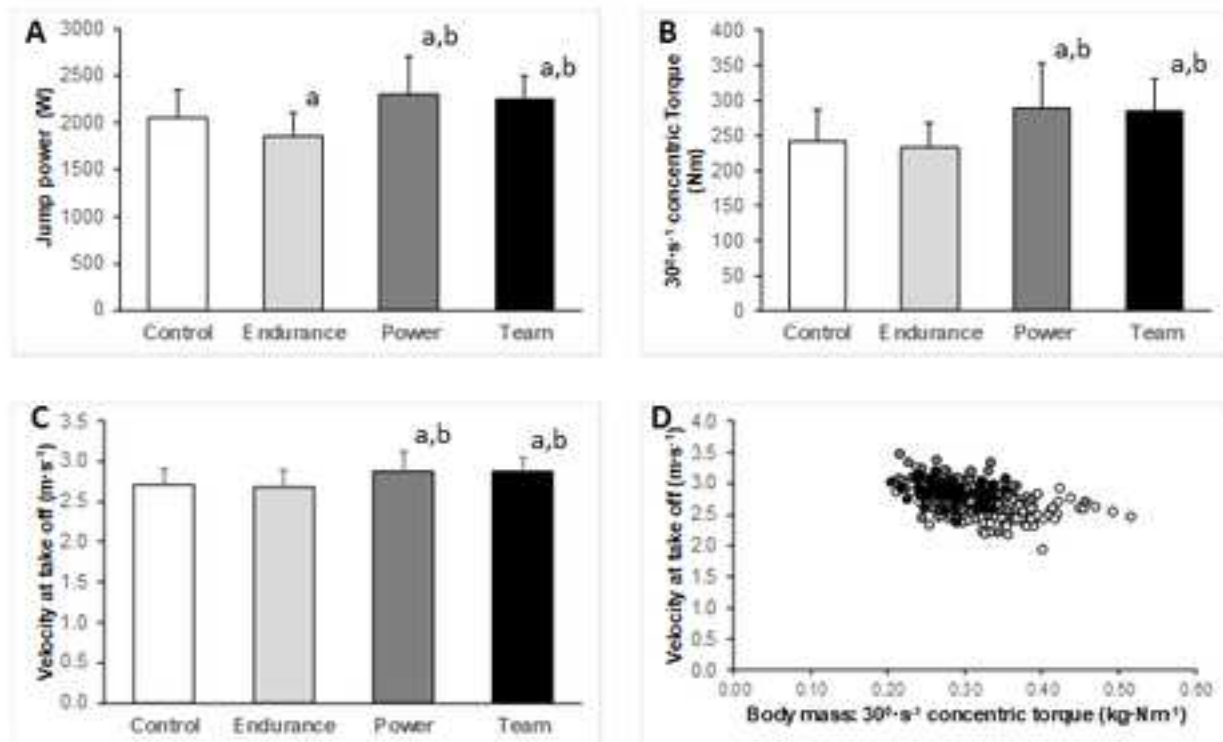 A
3000
2500
2000
1500
1000
500
0
Jump power (W)
a
a,b
a,b
Control Endurance Power Team
B
400
350
300
250
200
150
100
50
0
30º·s⁻¹ concentric Torque
(Nm)
a,b
a,b
Control Endurance Power Team
C
3.5
3.0
2.5
2.0
1.5
1.0
0.5
0.0
Velocity at take off (m·s⁻¹)
a,b
a,b
Control Endurance Power Team
D
4.0
3.5
3.0
2.5
2.0
1.5
1.0
0.5
0.0
Velocity at take off (m·s⁻¹)
0.00 0.10 0.20 0.30 0.40 0.50 0.60
Body mass: 30º·s⁻¹ concentric torque (kg·Nm⁻¹)